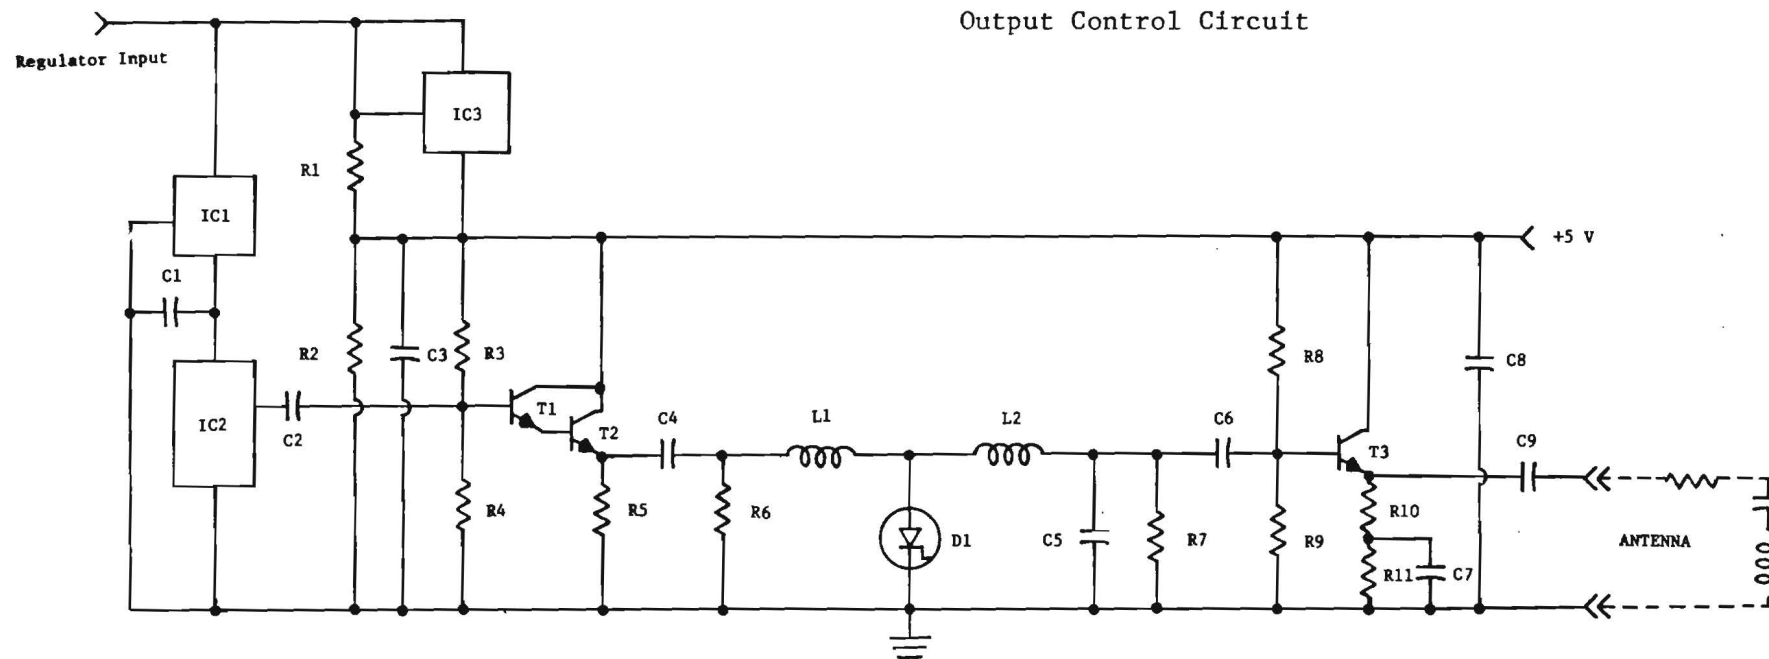 Output Control Circuit
Regulator Input
IC3
R1
IC1
+5 V
C1
R2
C3
R3
R8
C8
T1
IC2
C2
T2
C4
L1
L2
C6
T3
C9
R4
R5
R6
D1
C5
R7
R9
R10
ANTENNA
R11
C7